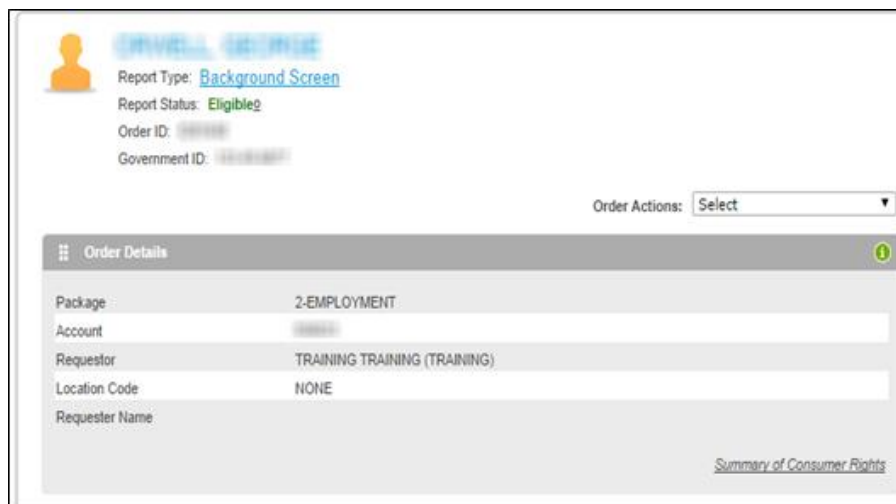 Report Type: Background Screen
Report Status: Eligible
Order ID:
Government ID:
Order Actions: Select
Order Details
Package 2-EMPLOYMENT
Account
Requestor TRAINING TRAINING (TRAINING)
Location Code NONE
Requester Name
Summary of Consumer Rights